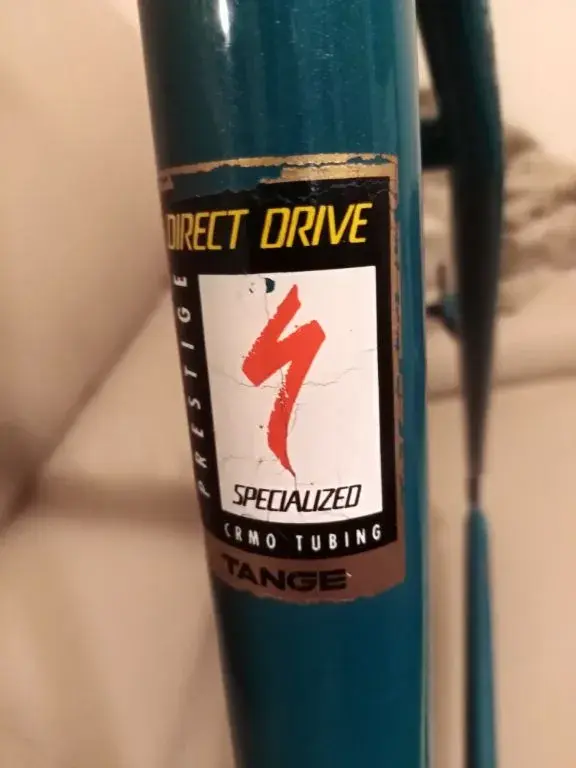 DIRECT DRIVE
PRESTIGE
SPECIALIZED
CRMO TUBING
TANGE